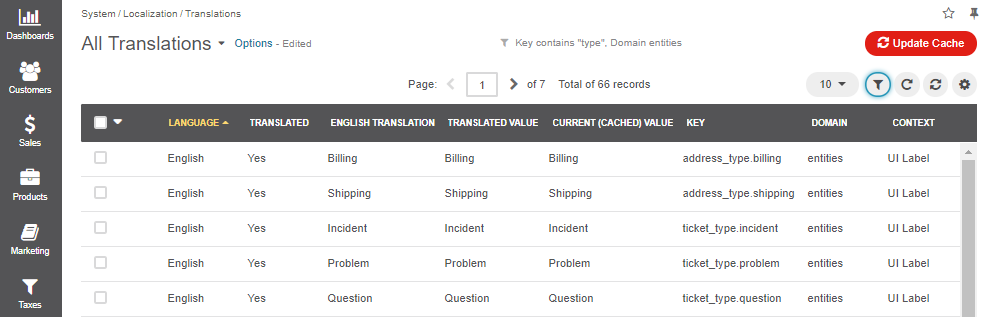 System / Localization / Translations
All Translations Options - Edited
Key contains "type", Domain entities
Update Cache
Page: 1 of 7 Total of 66 records
10
LANGUAGE TRANSLATED ENGLISH TRANSLATION TRANSLATED VALUE CURRENT (CACHED) VALUE KEY DOMAIN CONTEXT
English Yes Billing Billing Billing address_type.billing entities UI Label
English Yes Shipping Shipping Shipping address_type.shipping entities UI Label
English Yes Incident Incident Incident ticket_type.incident entities UI Label
English Yes Problem Problem Problem ticket_type.problem entities UI Label
English Yes Question Question Question ticket_type.question entities UI Label
Dashboards
Customers
Sales
Products
Marketing
Taxes